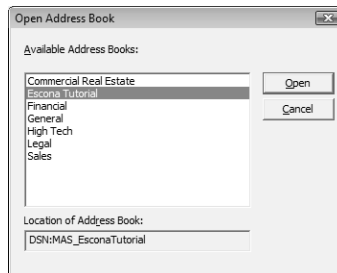 Open Address Book
Available Address Books:
Commercial Real Estate
Escona Tutorial
Financial
General
High Tech
Legal
Sales
Open
Cancel
Location of Address Book:
DSN:MAS_EsconaTutorial